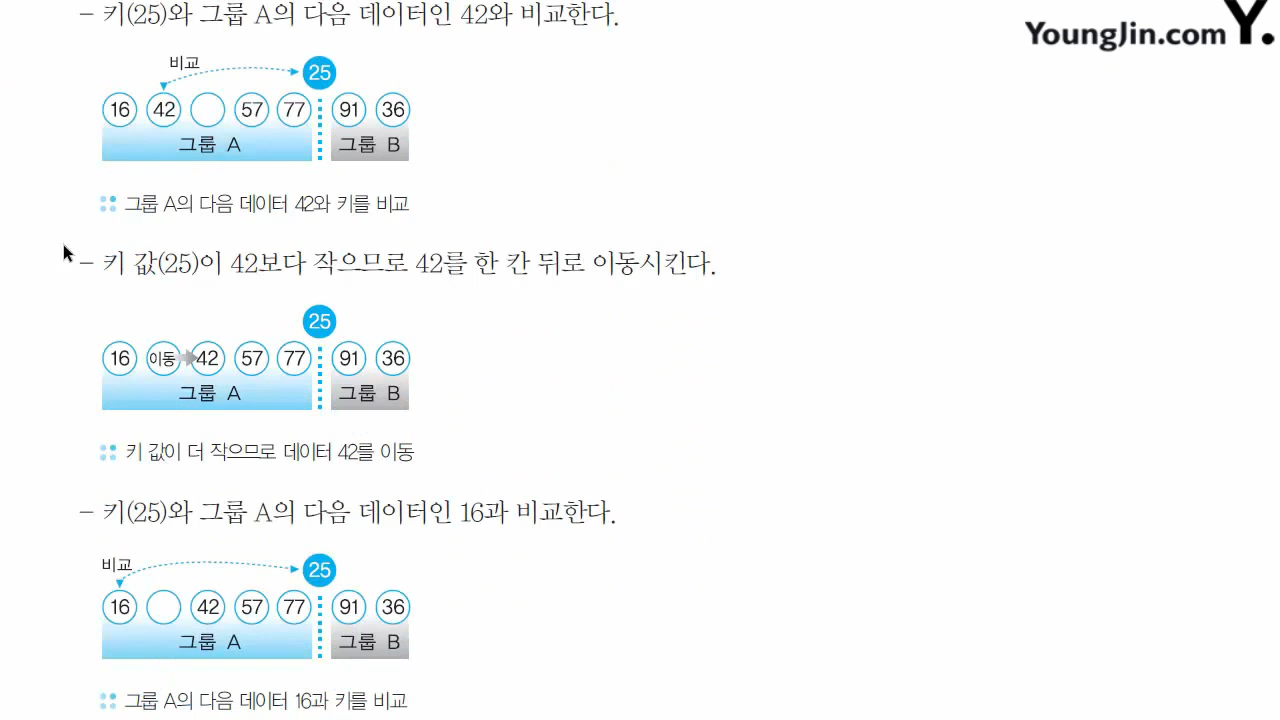 – 키(25)와 그룹 A의 다음 데이터인 42와 비교한다.
YoungJin.com Y.
비교
25
16 42 57 77 91 36
그룹 A 그룹 B
그룹 A의 다음 데이터 42와 키를 비교
– 키 값(25)이 42보다 작으므로 42를 한 칸 뒤로 이동시킨다.
25
16 이동 42 57 77 91 36
그룹 A 그룹 B
키 값이 더 작으므로 데이터 42를 이동
– 키(25)와 그룹 A의 다음 데이터인 16과 비교한다.
비교
25
16 42 57 77 91 36
그룹 A 그룹 B
그룹 A의 다음 데이터 16과 키를 비교